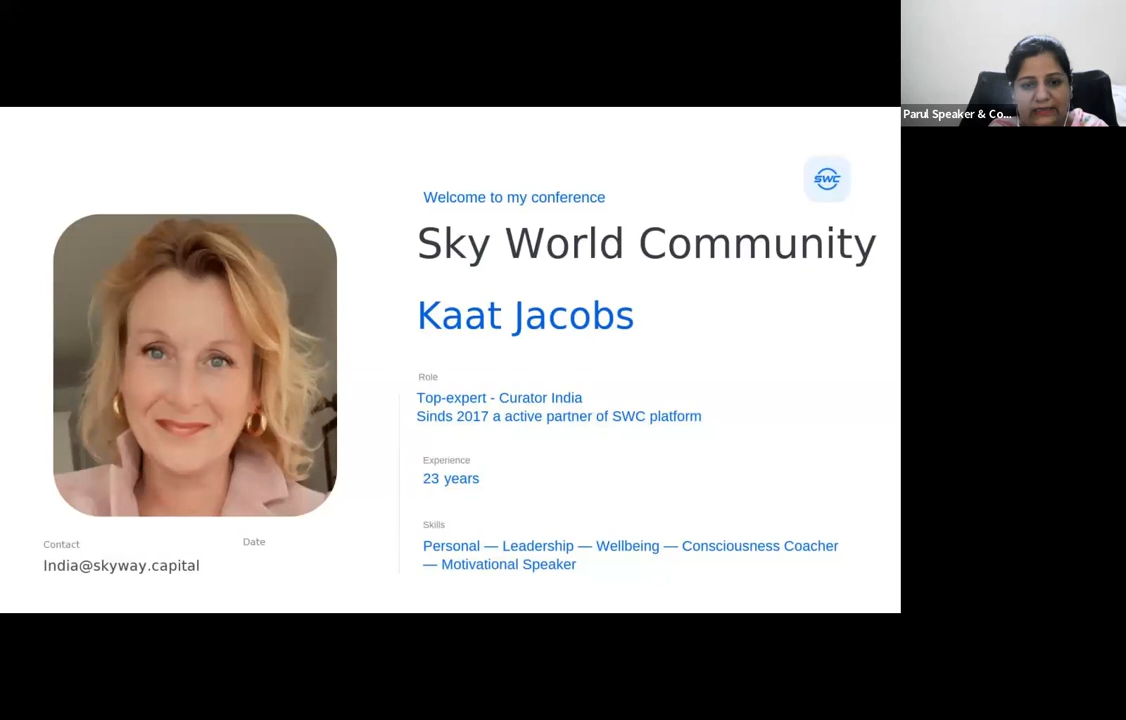 Parul Speaker & Co...
SWC
Welcome to my conference
Sky World Community
Kaat Jacobs
Role
Top-expert - Curator India
Sinds 2017 a active partner of SWC platform
Experience
23 years
Skills
Personal — Leadership — Wellbeing — Consciousness Coacher
— Motivational Speaker
Contact
Date
India@skyway.capital